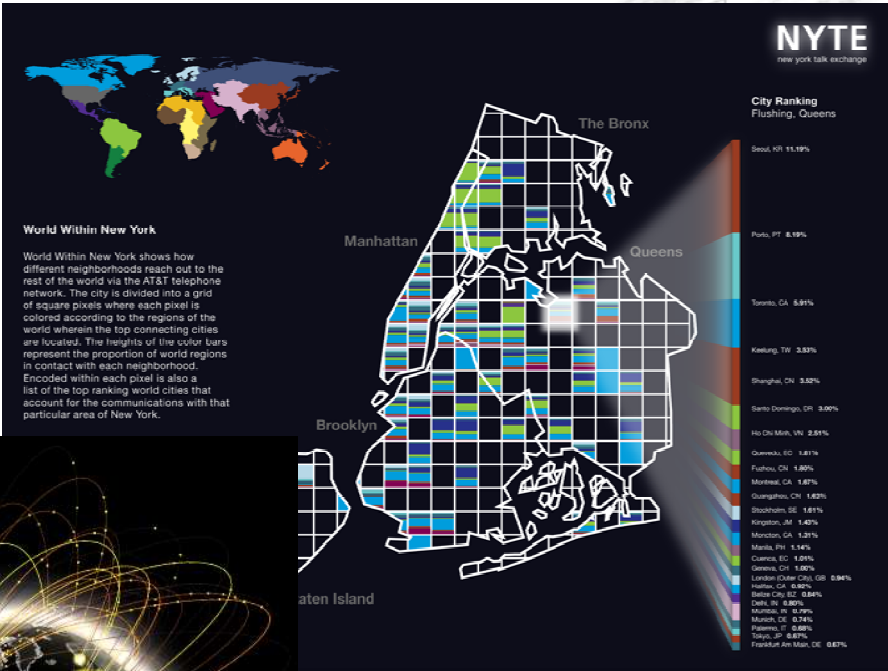 NYTE
new york talk exchange
City Ranking
Flushing, Queens
The Bronx
Manhattan
Queens
Brooklyn
aten Island
World Within New York
World Within New York shows how
different neighborhoods reach out to the
rest of the world via the AT&T telephone
network. The city is divided into a grid
of square pixels where each pixel is
colored according to the regions of the
world wherein the top connecting cities
are located. The heights of the color bars
represent the proportion of world regions
in contact with each neighborhood.
Encoded within each pixel is also a
list of the top ranking world cities that
account for the communications with that
particular area of New York.
Seoul, KR 11.19%
Porto, PT 8.19%
Toronto, CA 5.91%
Keelung, TW 3.53%
Shanghai, CN 3.52%
Santo Domingo, DR 3.00%
Ho Chi Minh, VN 2.51%
Quevedo, EC 1.81%
Fuzhou, CN 1.80%
Montreal, CA 1.67%
Guangzhou, CN 1.62%
Stockholm, SE 1.61%
Kingston, JM 1.43%
Moncton, CA 1.21%
Manila, PH 1.14%
Cuenca, EC 1.01%
Geneva, CH 1.00%
London (Outer City), GB 0.94%
Halifax, CA 0.92%
Belize City, BZ 0.84%
Delhi, IN 0.80%
Mumbai, IN 0.79%
Munich, DE 0.74%
Palermo, IT 0.68%
Tokyo, JP 0.67%
Frankfurt Am Main, DE 0.67%